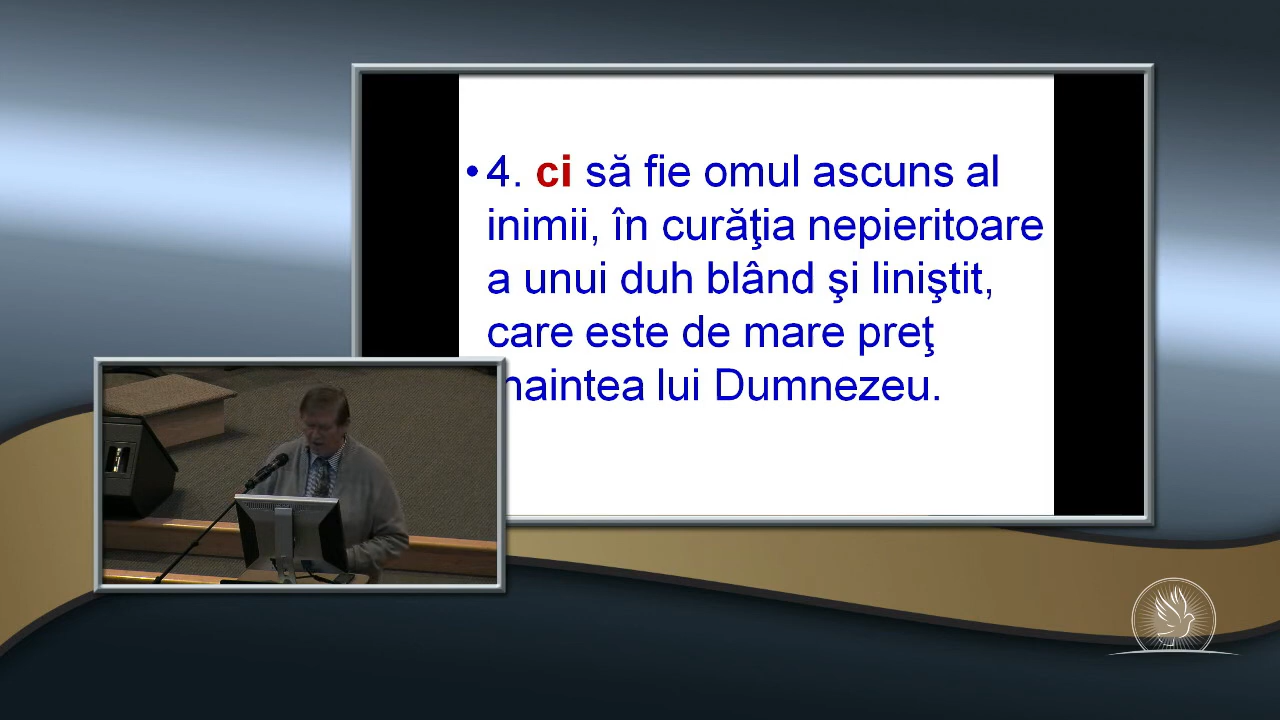 • 4. ci să fie omul ascuns al
inimii, în curăţia nepieritoare
a unui duh blând şi liniştit,
care este de mare preţ
naintea lui Dumnezeu.